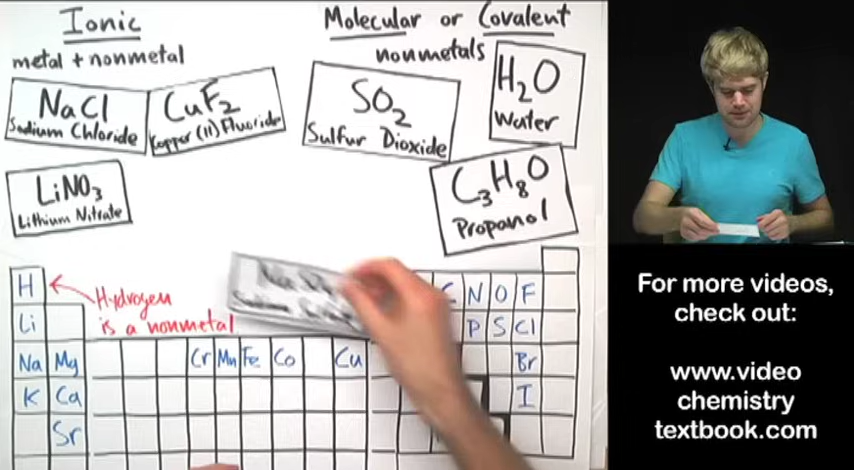 Ionic
metal + nonmetal
Molecular or Covalent
nonmetals
NaCl
Sodium Chloride
CuF2
Copper (II) Fluoride
SO2
Sulfur Dioxide
H2O
Water
LiNO3
Lithium Nitrate
C3H8O
Propanol
H
Hydrogen
is a nonmetal
C N O F
Li
P S Cl
Na Mg
Cr Mn Fe Co Cu
Br
K Ca
I
Sr
For more videos,
check out:
www.video
chemistry
textbook.com